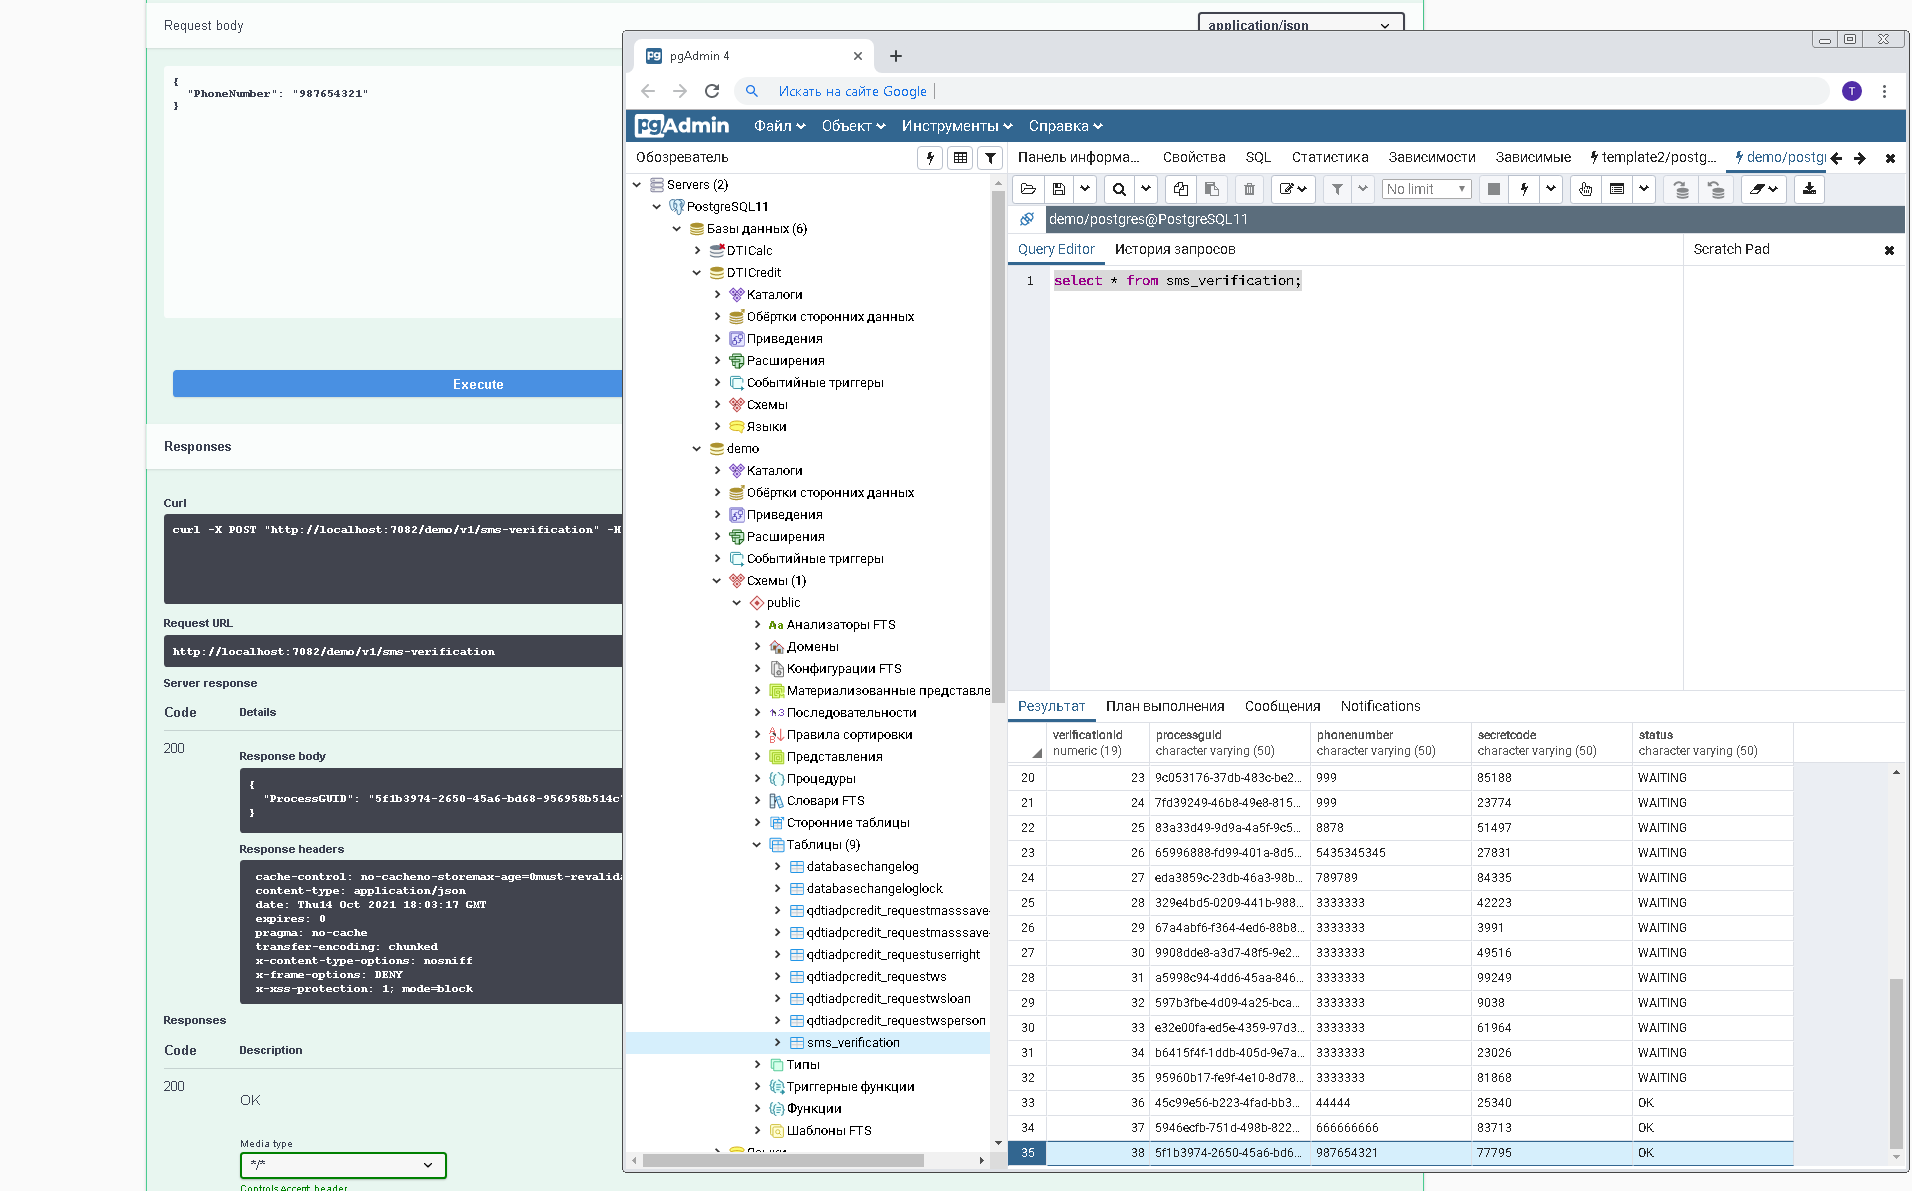 Request body
application/json
{
"PhoneNumber": "987654321"
}
Execute
Responses
Curl
curl -X POST "http://localhost:7082/demo/v1/sms-verification" -H
Request URL
http://localhost:7082/demo/v1/sms-verification
Server response
Code Details
200
Response body
{
"ProcessGUID": "5f1b3974-2650-45a6-bd68-956958b514c
}
Response headers
cache-control: no-cacheno-storemax-age=0must-revalida
content-type: application/json
date: Thu14 Oct 2021 18:03:17 GMT
expires: 0
pragma: no-cache
transfer-encoding: chunked
x-content-type-options: nosniff
x-frame-options: DENY
x-xss-protection: 1; mode=block
Responses
Code Description
200
OK
Media type
*/*
Controls Accept header
pg pgAdmin 4
Искать на сайте Google
T
pgAdmin Файл Объект Инструменты Справка
Обозреватель
Servers (2)
PostgreSQL11
Базы данных (6)
DTICalc
DTICredit
Каталоги
Обёртки сторонних данных
Приведения
Расширения
Событийные триггеры
Схемы
Языки
demo
Каталоги
Обёртки сторонних данных
Приведения
Расширения
Событийные триггеры
Схемы (1)
public
Aa Анализаторы FTS
Домены
Конфигурации FTS
Материализованные представле
1..3 Последовательности
Правила сортировки
Представления
Процедуры
Словари FTS
Сторонние таблицы
Таблицы (9)
databasechangelog
databasechangeloglock
qdtiadpcredit_requestmasssave
qdtiadpcredit_requestmasssave
qdtiadpcredit_requestuserright
qdtiadpcredit_requestws
qdtiadpcredit_requestwsloan
qdtiadpcredit_requestwsperson
sms_verification
Типы
Триггерные функции
Функции
Шаблоны FTS
Языки
Панель информа... Свойства SQL Статистика Зависимости Зависимые template2/postg... demo/postgr
No limit
demo/postgres@PostgreSQL11
Query Editor История запросов Scratch Pad
1 select * from sms_verification;
Результат План выполнения Сообщения Notifications
verificationid processguid phonenumber secretcode status
numeric (19) character varying (50) character varying (50) character varying (50) character varying (50)
20 23 9c053176-37db-483c-be2... 999 85188 WAITING
21 24 7fd39249-46b8-49e8-815... 999 23774 WAITING
22 25 83a33d49-9d9a-4a5f-9c5... 8878 51497 WAITING
23 26 65996888-fd99-401a-8d5... 5435345345 27831 WAITING
24 27 eda3859c-23db-46a3-98b... 789789 84335 WAITING
25 28 329e4bd5-0209-441b-988... 3333333 42223 WAITING
26 29 67a4abf6-f364-4ed6-88b8... 3333333 3991 WAITING
27 30 9908dde8-a3d7-48f5-9e2... 3333333 49516 WAITING
28 31 a5998c94-4dd6-45aa-846... 3333333 99249 WAITING
29 32 597b3fbe-4d09-4a25-bca... 3333333 9038 WAITING
30 33 e32e00fa-ed5e-4359-97d3... 3333333 61964 WAITING
31 34 b6415f4f-1ddb-405d-9e7a... 3333333 23026 WAITING
32 35 95960b17-fe9f-4e10-8d78... 3333333 81868 WAITING
33 36 45c99e56-b223-4fad-bb3... 44444 25340 OK
34 37 5946ecfb-751d-498b-822... 666666666 83713 OK
35 38 5f1b3974-2650-45a6-bd6... 987654321 77795 OK